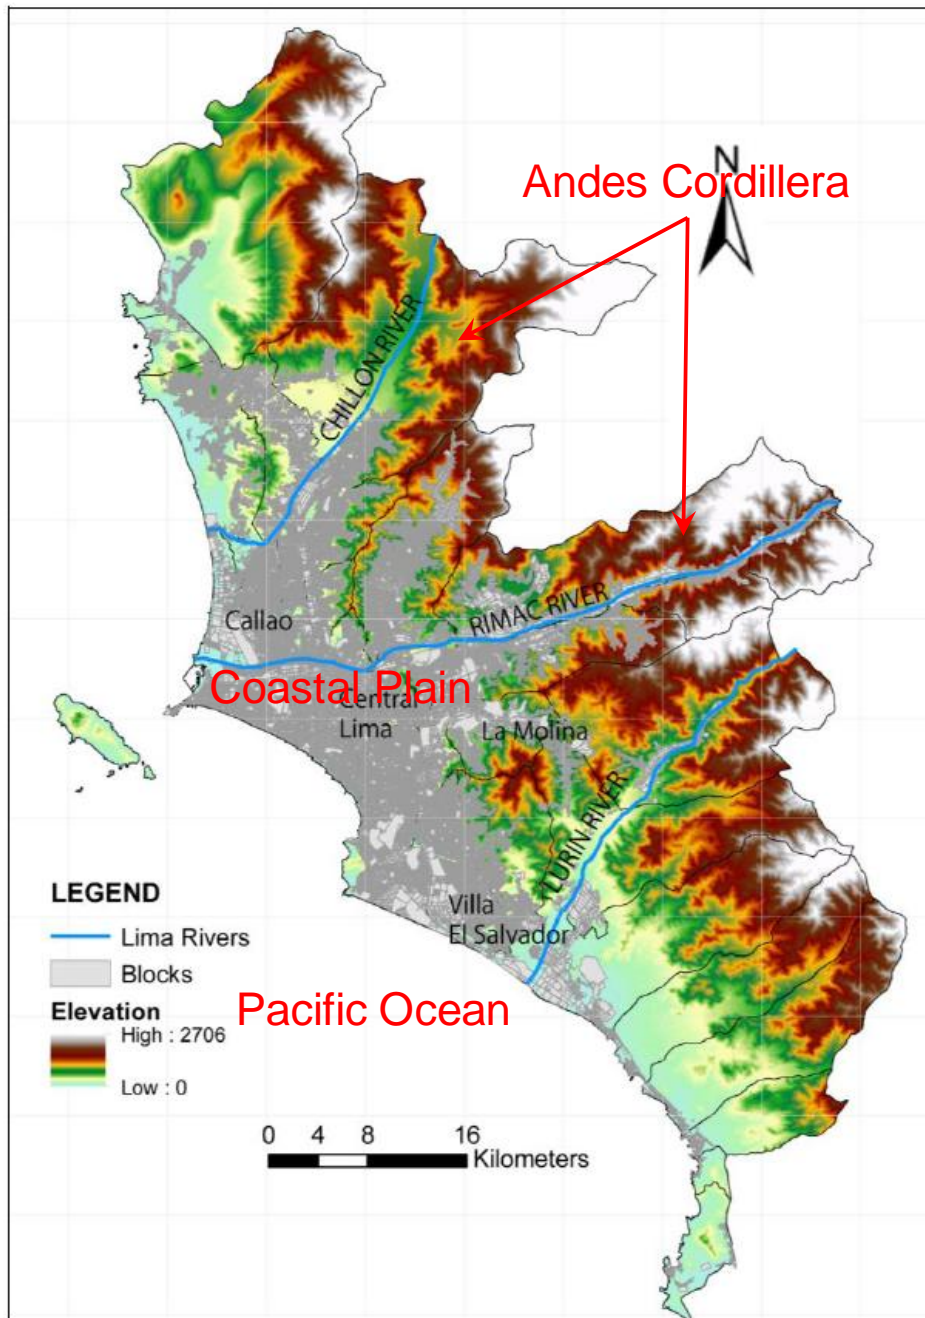 N
Andes Cordillera
CHILLON RIVER
RIMAC RIVER
Callao
Coastal Plain
Central
Lima
La Molina
LURIN RIVER
Villa
El Salvador
Pacific Ocean
LEGEND
Lima Rivers
Blocks
Elevation
High : 2706
Low : 0
0 4 8 16
Kilometers